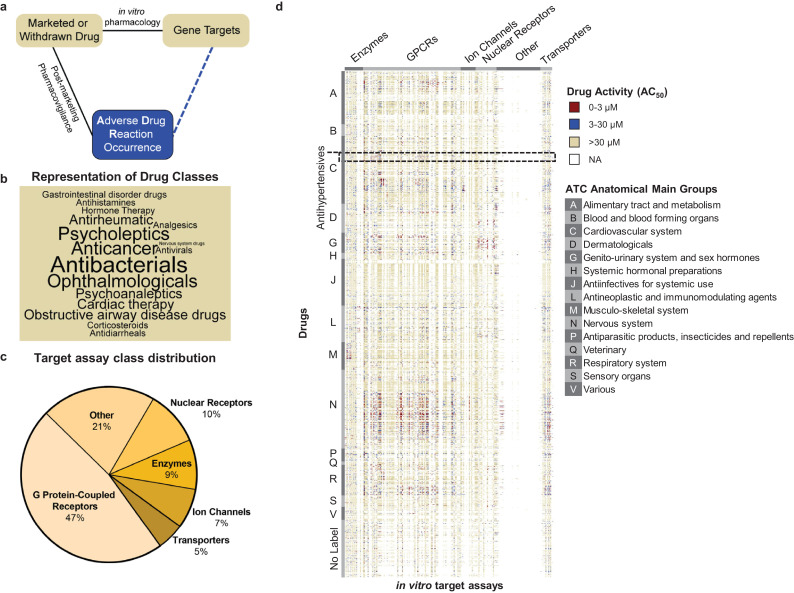 a
Marketed or
Withdrawn Drug
in vitro
pharmacology
Gene Targets
Post-marketing
Pharmacovigilance
Adverse Drug
Reaction
Occurrence
b
Representation of Drug Classes
Gastrointestinal disorder drugs
Antihistamines
Hormone Therapy
Antirheumatic
Analgesics
Psycholeptics
Nervous system drugs
Anticancer
Antivirals
Antibacterials
Ophthalmologicals
Psychoanaleptics
Cardiac therapy
Obstructive airway disease drugs
Corticosteroids
Antidiarrheals
c
Target assay class distribution
Nuclear Receptors
10%
Other
21%
Enzymes
9%
G Protein-Coupled
Receptors
47%
Ion Channels
7%
Transporters
5%
d
Enzymes
GPCRs
Ion Channels
Nuclear Receptors
Other
Transporters
Drugs
Antihypertensives
A
B
C
D
G
H
J
L
M
N
P
Q
R
S
V
No Label
in vitro target assays
Drug Activity (AC50)
0-3 µM
3-30 µM
>30 µM
NA
ATC Anatomical Main Groups
A Alimentary tract and metabolism
B Blood and blood forming organs
C Cardiovascular system
D Dermatologicals
G Genito-urinary system and sex hormones
H Systemic hormonal preparations
J Antiinfectives for systemic use
L Antineoplastic and immunomodulating agents
M Musculo-skeletal system
N Nervous system
P Antiparasitic products, insecticides and repellents
Q Veterinary
R Respiratory system
S Sensory organs
V Various